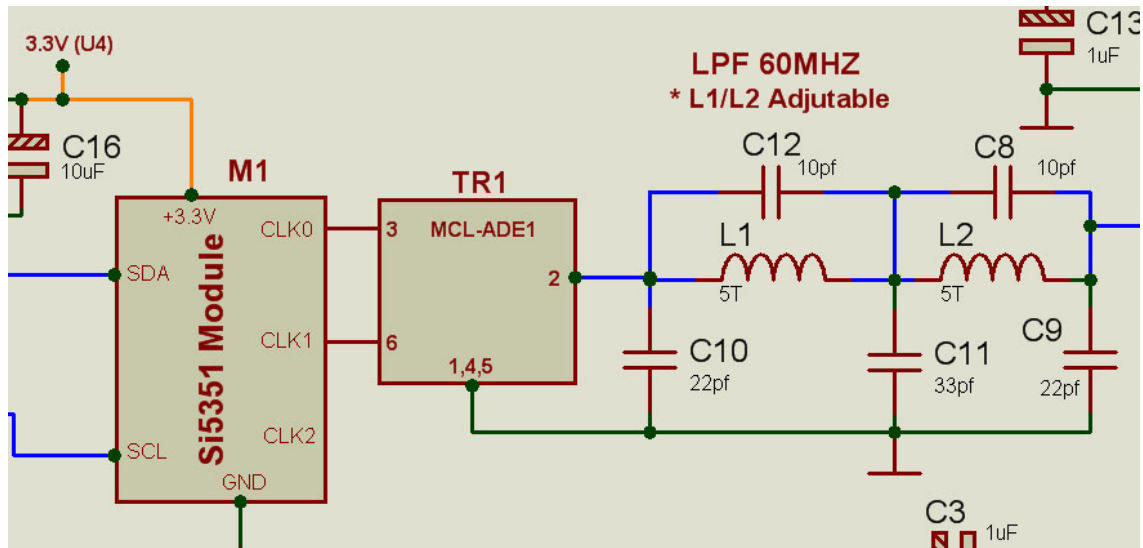 3.3V (U4)
LPF 60MHZ
* L1/L2 Adjutable
C13
1uF
C16
10uF
M1
TR1
C12
10pf
C8
10pf
+3.3V
CLK0
3
MCL-ADE1
L1
5T
L2
5T
SDA
Si5351 Module
2
CLK1
6
1,4,5
C10
22pf
C11
33pf
C9
22pf
CLK2
SCL
GND
C3
1uF